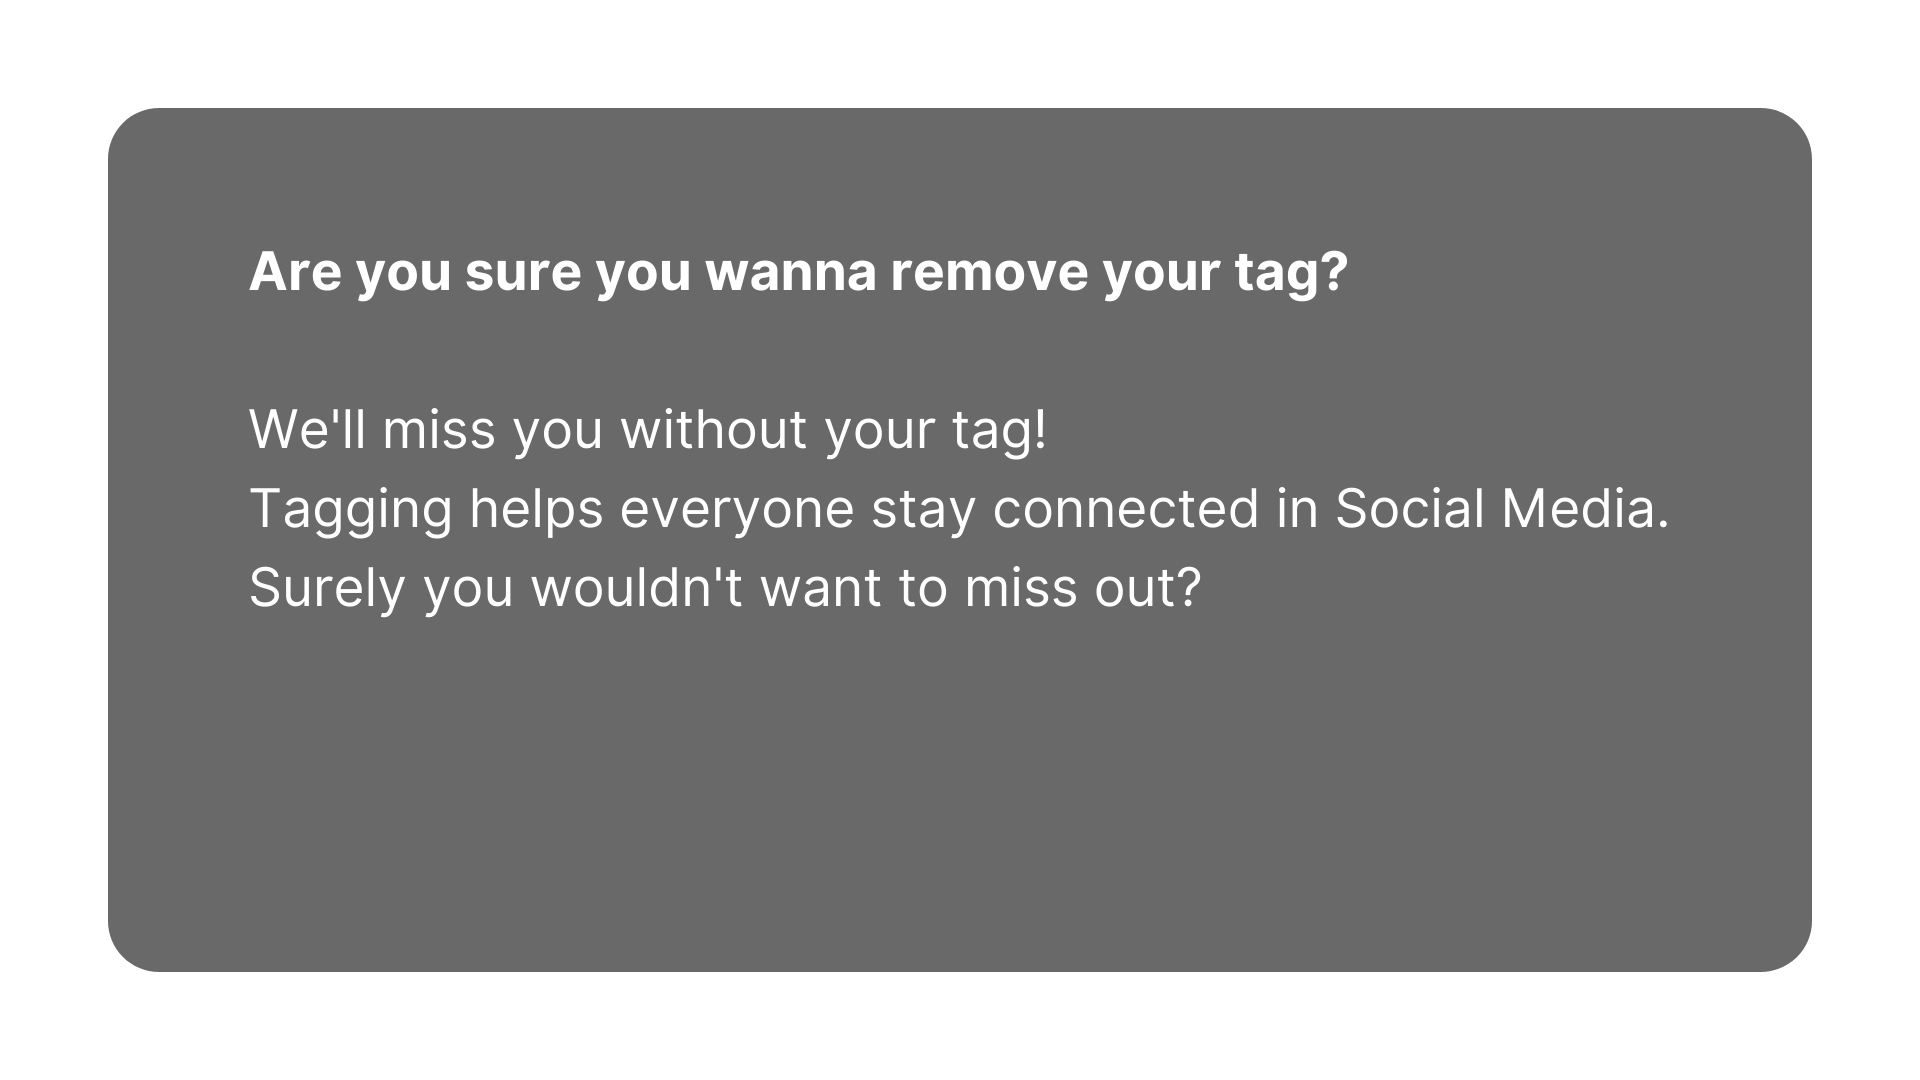 Are you sure you wanna remove your tag?
We'll miss you without your tag!
Tagging helps everyone stay connected in Social Media.
Surely you wouldn't want to miss out?